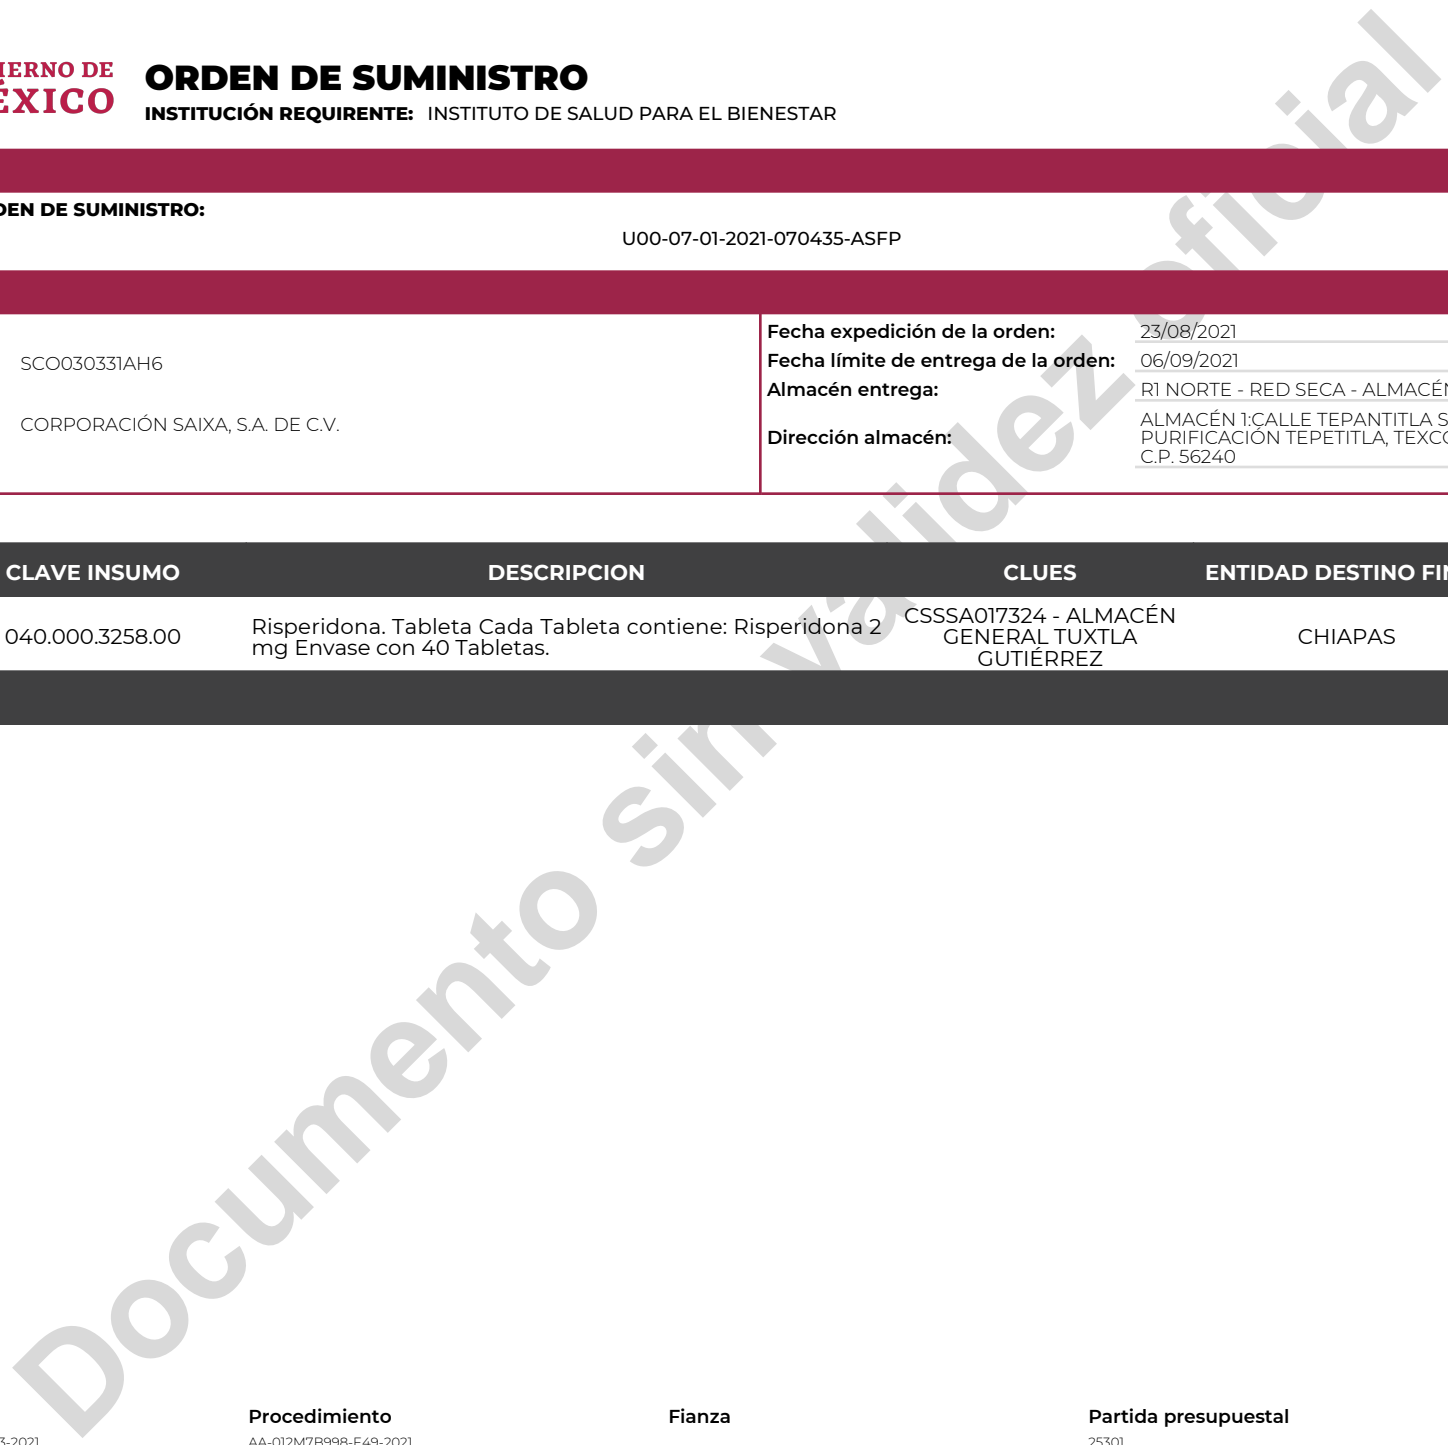 IERNO DE
ÉXICO
ORDEN DE SUMINISTRO
INSTITUCIÓN REQUIRENTE: INSTITUTO DE SALUD PARA EL BIENESTAR
DEN DE SUMINISTRO:
U00-07-01-2021-070435-ASFP
SCO030331AH6
CORPORACIÓN SAIXA, S.A. DE C.V.
Fecha expedición de la orden: 23/08/2021
Fecha límite de entrega de la orden: 06/09/2021
Almacén entrega: R1 NORTE - RED SECA - ALMACÉN
Dirección almacén: ALMACÉN 1:CALLE TEPANTITLA S
PURIFICACIÓN TEPETITLA, TEXCO
C.P. 56240
CLAVE INSUMO DESCRIPCION CLUES ENTIDAD DESTINO FIN
040.000.3258.00
Risperidona. Tableta Cada Tableta contiene: Risperidona 2
mg Envase con 40 Tabletas.
CSSSA017324 - ALMACÉN
GENERAL TUXTLA
GUTIÉRREZ
CHIAPAS
Documento sin validez oficial
Procedimiento Fianza Partida presupuestal
3-2021 AA-012M7B998-E49-2021 25301